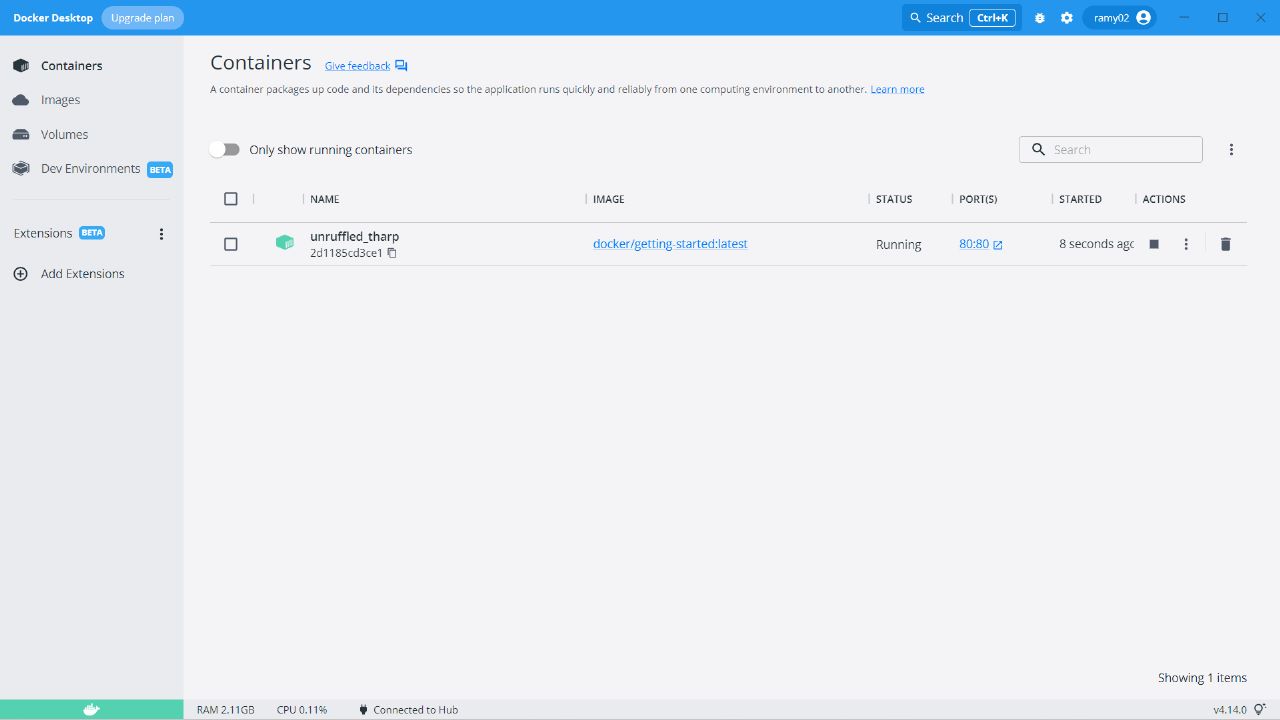 Docker Desktop Upgrade plan Search Ctrl+K ramy02
Containers
Images
Volumes
Dev Environments BETA
Extensions BETA
Add Extensions
Containers Give feedback
A container packages up code and its dependencies so the application runs quickly and reliably from one computing environment to another. Learn more
Only show running containers Search
NAME IMAGE STATUS PORT(S) STARTED ACTIONS
unruffled_tharp
2d1185cd3ce1 docker/getting-started:latest Running 80:80 8 seconds agc
Showing 1 items
RAM 2.11GB CPU 0.11% Connected to Hub v4.14.0